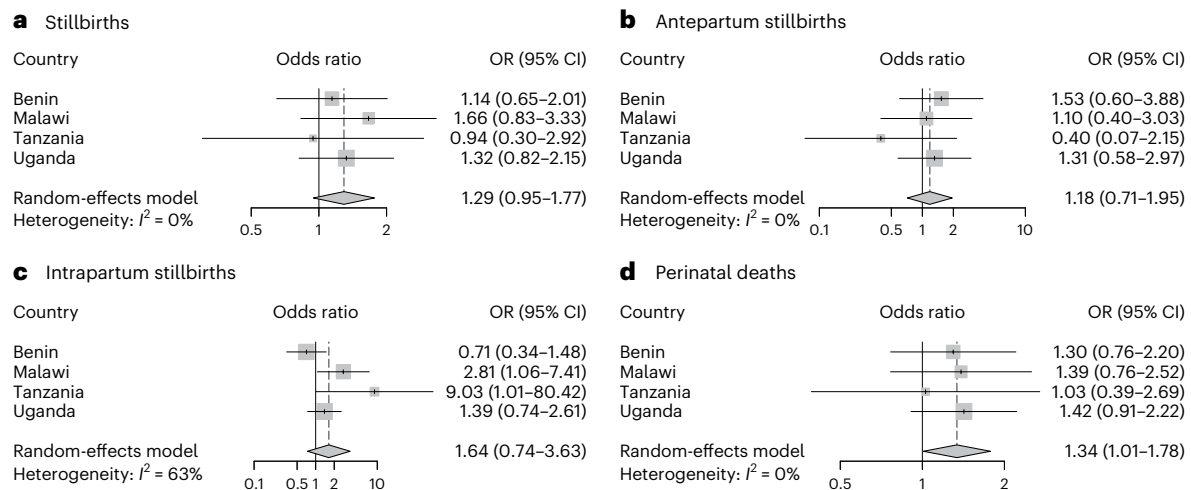 a Stillbirths
Country Odds ratio OR (95% CI)
Benin 1.14 (0.65–2.01)
Malawi 1.66 (0.83–3.33)
Tanzania 0.94 (0.30–2.92)
Uganda 1.32 (0.82–2.15)
Random-effects model 1.29 (0.95–1.77)
Heterogeneity: I² = 0%
0.5 1 2
b Antepartum stillbirths
Country Odds ratio OR (95% CI)
Benin 1.53 (0.60–3.88)
Malawi 1.10 (0.40–3.03)
Tanzania 0.40 (0.07–2.15)
Uganda 1.31 (0.58–2.97)
Random-effects model 1.18 (0.71–1.95)
Heterogeneity: I² = 0%
0.1 0.5 1 2 10
c Intrapartum stillbirths
Country Odds ratio OR (95% CI)
Benin 0.71 (0.34–1.48)
Malawi 2.81 (1.06–7.41)
Tanzania 9.03 (1.01–80.42)
Uganda 1.39 (0.74–2.61)
Random-effects model 1.64 (0.74–3.63)
Heterogeneity: I² = 63%
0.1 0.5 1 2 10
d Perinatal deaths
Country Odds ratio OR (95% CI)
Benin 1.30 (0.76–2.20)
Malawi 1.39 (0.76–2.52)
Tanzania 1.03 (0.39–2.69)
Uganda 1.42 (0.91–2.22)
Random-effects model 1.34 (1.01–1.78)
Heterogeneity: I² = 0%
0.5 1 2